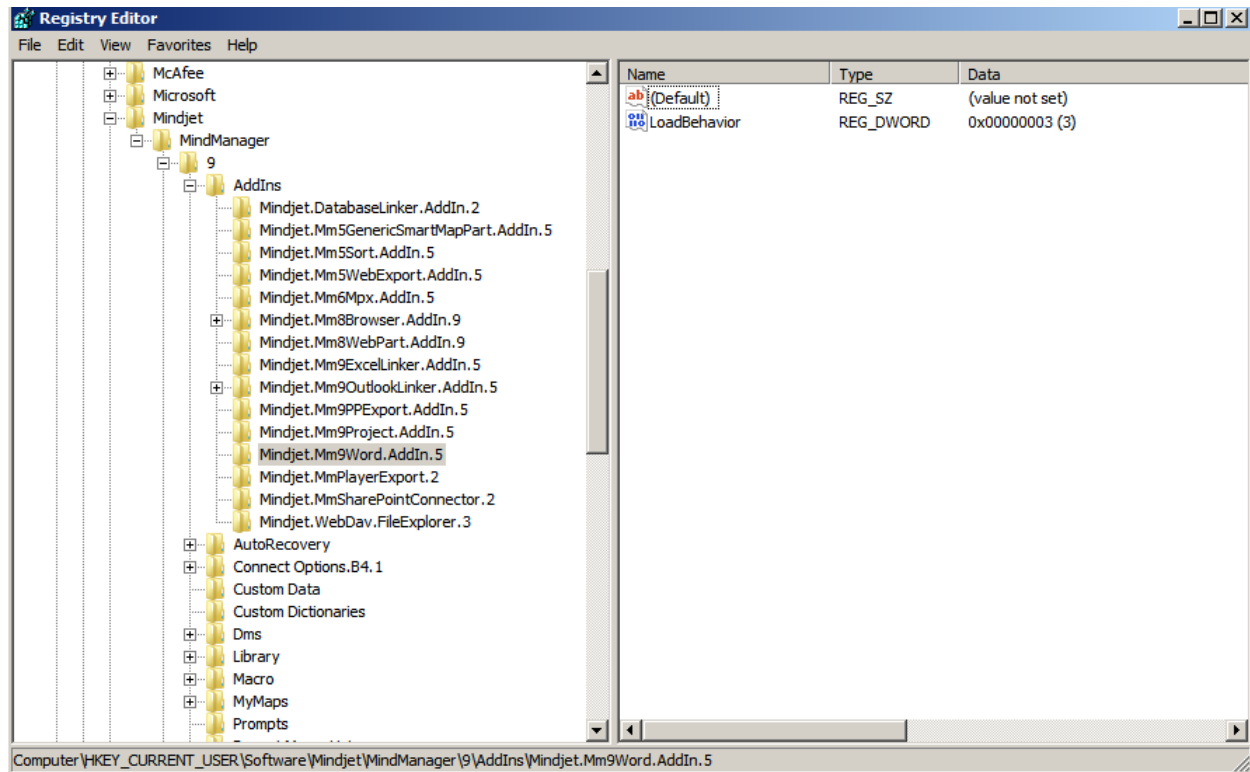 Registry Editor
File Edit View Favorites Help
McAfee
Microsoft
Mindjet
MindManager
9
AddIns
Mindjet.DatabaseLinker.AddIn.2
Mindjet.Mm5GenericSmartMapPart.AddIn.5
Mindjet.Mm5Sort.AddIn.5
Mindjet.Mm5WebExport.AddIn.5
Mindjet.Mm6Mpx.AddIn.5
Mindjet.Mm8Browser.AddIn.9
Mindjet.Mm8WebPart.AddIn.9
Mindjet.Mm9ExcelLinker.AddIn.5
Mindjet.Mm9OutlookLinker.AddIn.5
Mindjet.Mm9PPExport.AddIn.5
Mindjet.Mm9Project.AddIn.5
Mindjet.Mm9Word.AddIn.5
Mindjet.MmPlayerExport.2
Mindjet.MmSharePointConnector.2
Mindjet.WebDav.FileExplorer.3
AutoRecovery
Connect Options.B4.1
Custom Data
Custom Dictionaries
Dms
Library
Macro
MyMaps
Prompts
Name Type Data
(Default) REG_SZ (value not set)
LoadBehavior REG_DWORD 0x00000003 (3)
Computer\HKEY_CURRENT_USER\Software\Mindjet\MindManager\9\AddIns\Mindjet.Mm9Word.AddIn.5